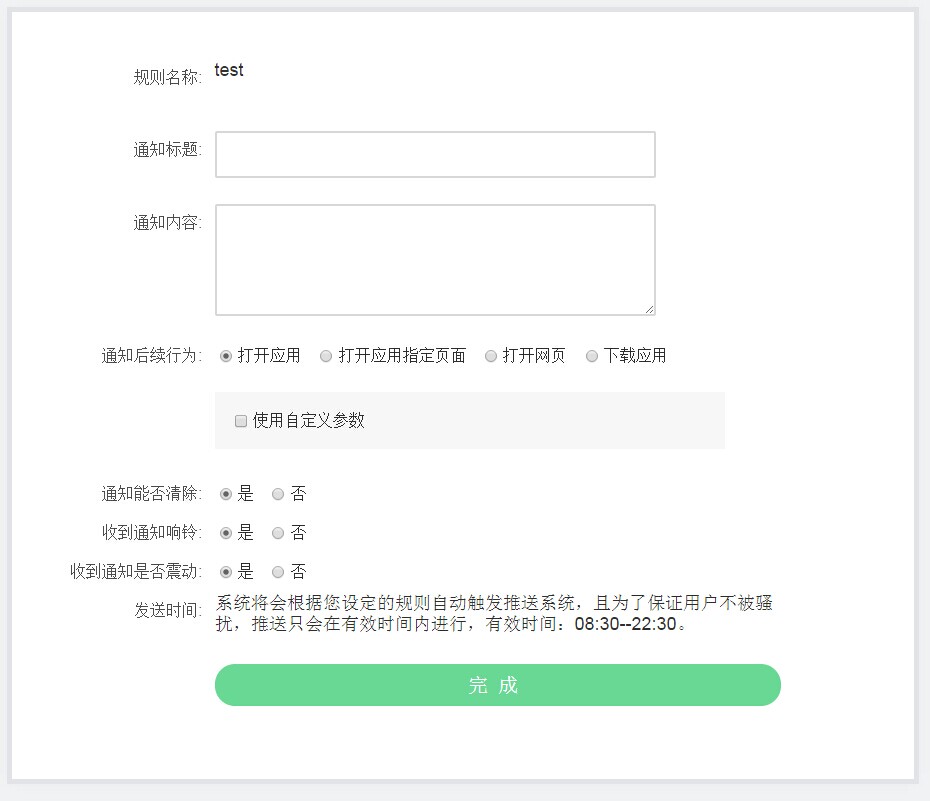 规则名称: test
通知标题:
通知内容:
通知后续行为: 打开应用 打开应用指定页面 打开网页 下载应用
使用自定义参数
通知能否清除: 是 否
收到通知响铃: 是 否
收到通知是否震动: 是 否
发送时间: 系统将会根据您设定的规则自动触发推送系统，且为了保证用户不被骚
扰，推送只会在有效时间内进行，有效时间：08:30--22:30。
完 成